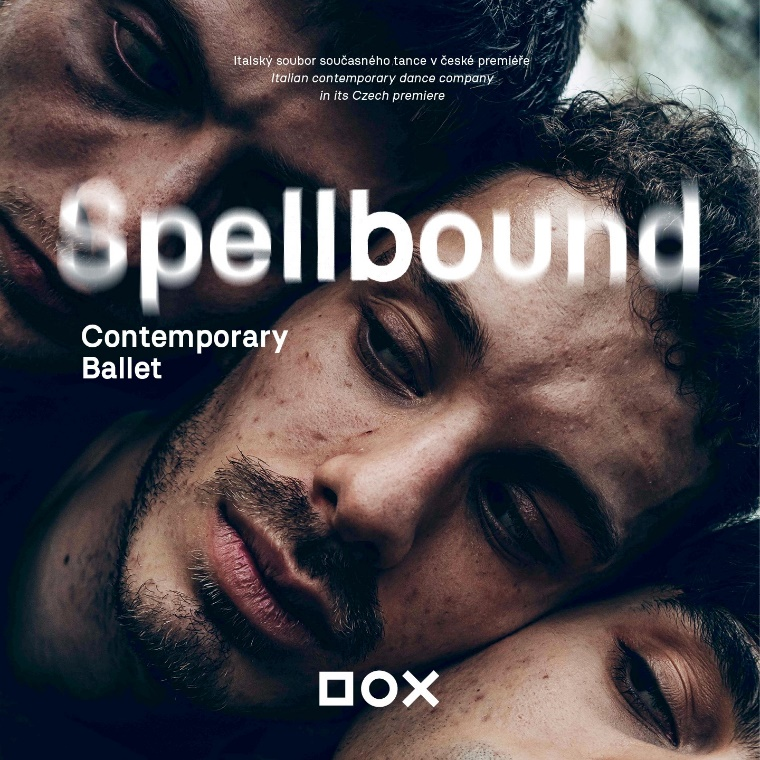 Italský soubor současného tance v české premiéře
Italian contemporary dance company
in its Czech premiere
Spellbound
Contemporary
Ballet
DOX